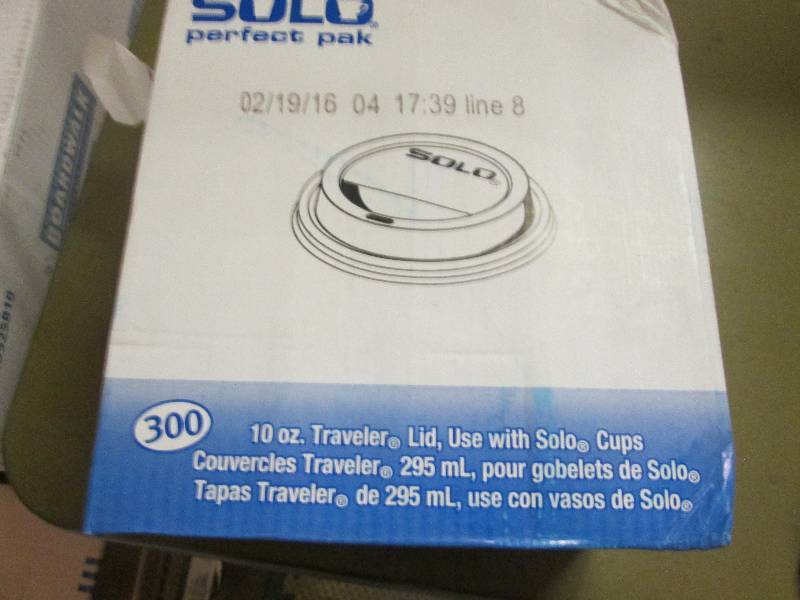 SOLO®
perfect pak
02/19/16 04 17:39 line 8
SOLO®
300
10 oz. Traveler® Lid, Use with Solo® Cups
Couvercles Traveler® 295 mL, pour gobelets de Solo®
Tapas Traveler® de 295 mL, use con vasos de Solo®
BOARDWALK